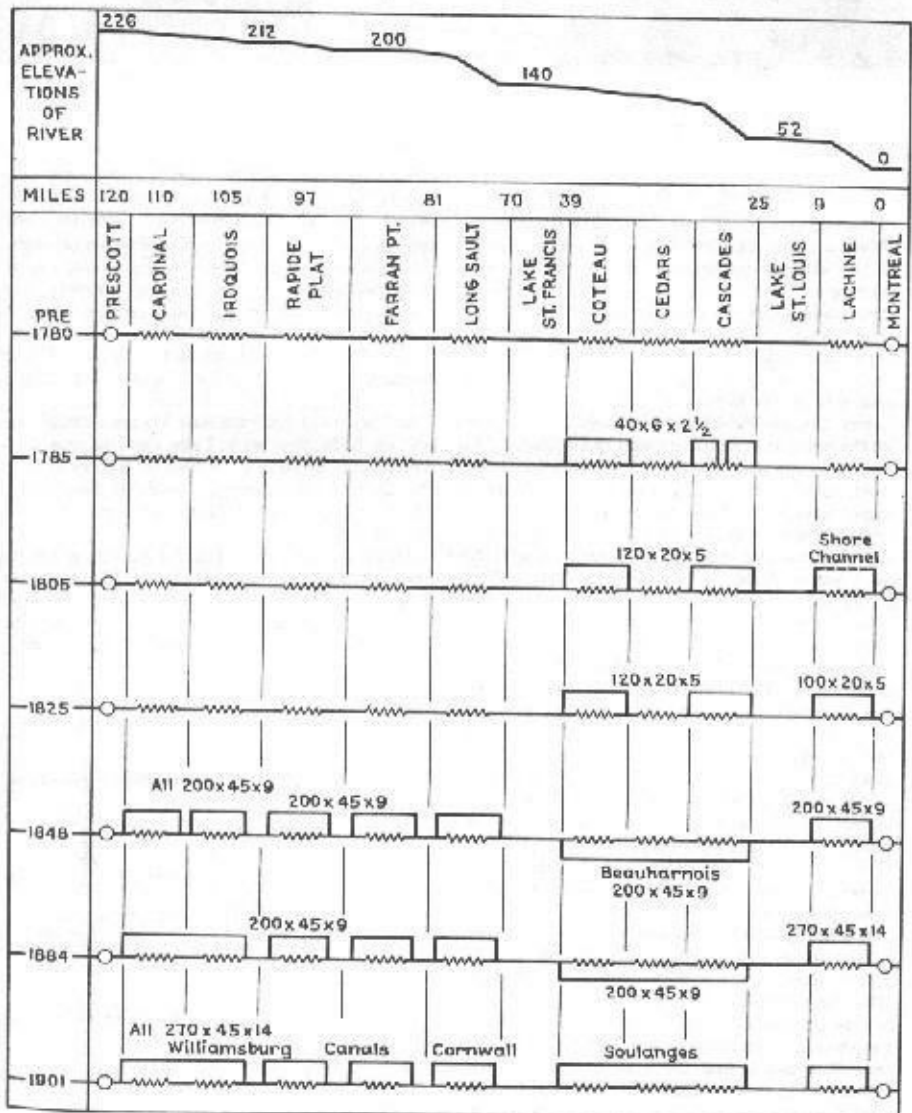 226
212
200
140
52
0
APPROX.
ELEVA-
TIONS
OF
RIVER
MILES 120 110 105 97 81 70 39 25 9 0
PRESCOTT
CARDINAL
IROQUOIS
RAPIDE
PLAT
FARRAN PT.
LONG SAULT
LAKE
ST. FRANCIS
COTEAU
CEDARS
CASCADES
LAKE
ST. LOUIS
LACHINE
MONTREAL
PRE
1780
40x6x2½
1785
120x20x5
Shore
Channel
1805
120x20x5
100x20x5
1825
All 200x45x9
200x45x9
200x45x9
1848
Beauharnois
200x45x9
200x45x9
270x45x14
1884
200x45x9
All 270x45x14
Williamsburg Canals Cornwall Soulanges
1901